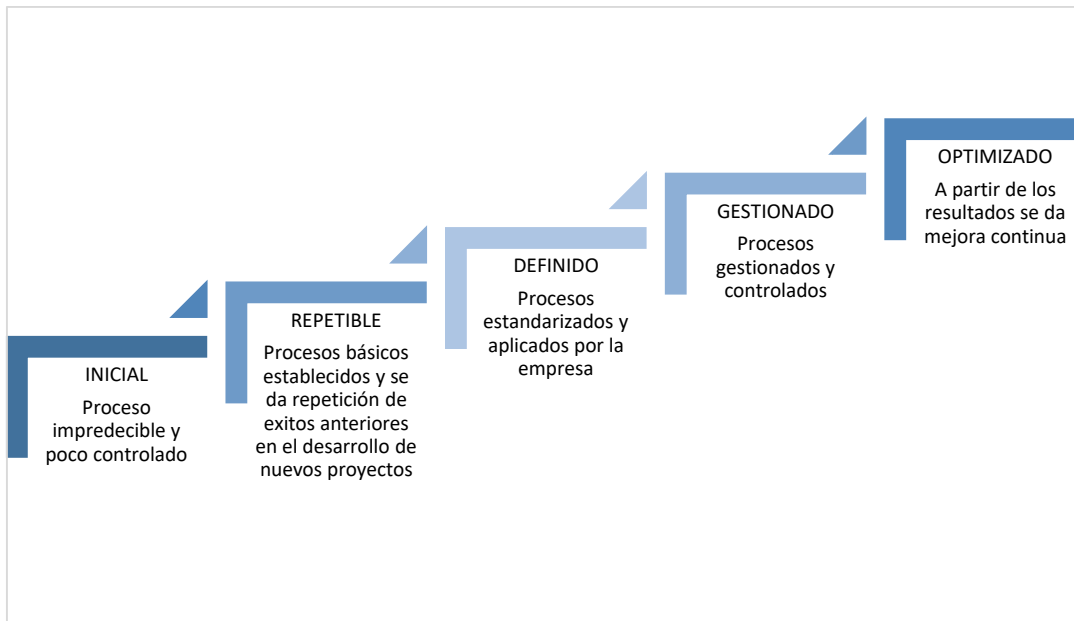 INICIAL
Proceso
impredecible y
poco controlado
REPETIBLE
Procesos básicos
establecidos y se
da repetición de
exitos anteriores
en el desarrollo de
nuevos proyectos
DEFINIDO
Procesos
estandarizados y
aplicados por la
empresa
GESTIONADO
Procesos
gestionados y
controlados
OPTIMIZADO
A partir de los
resultados se da
mejora continua